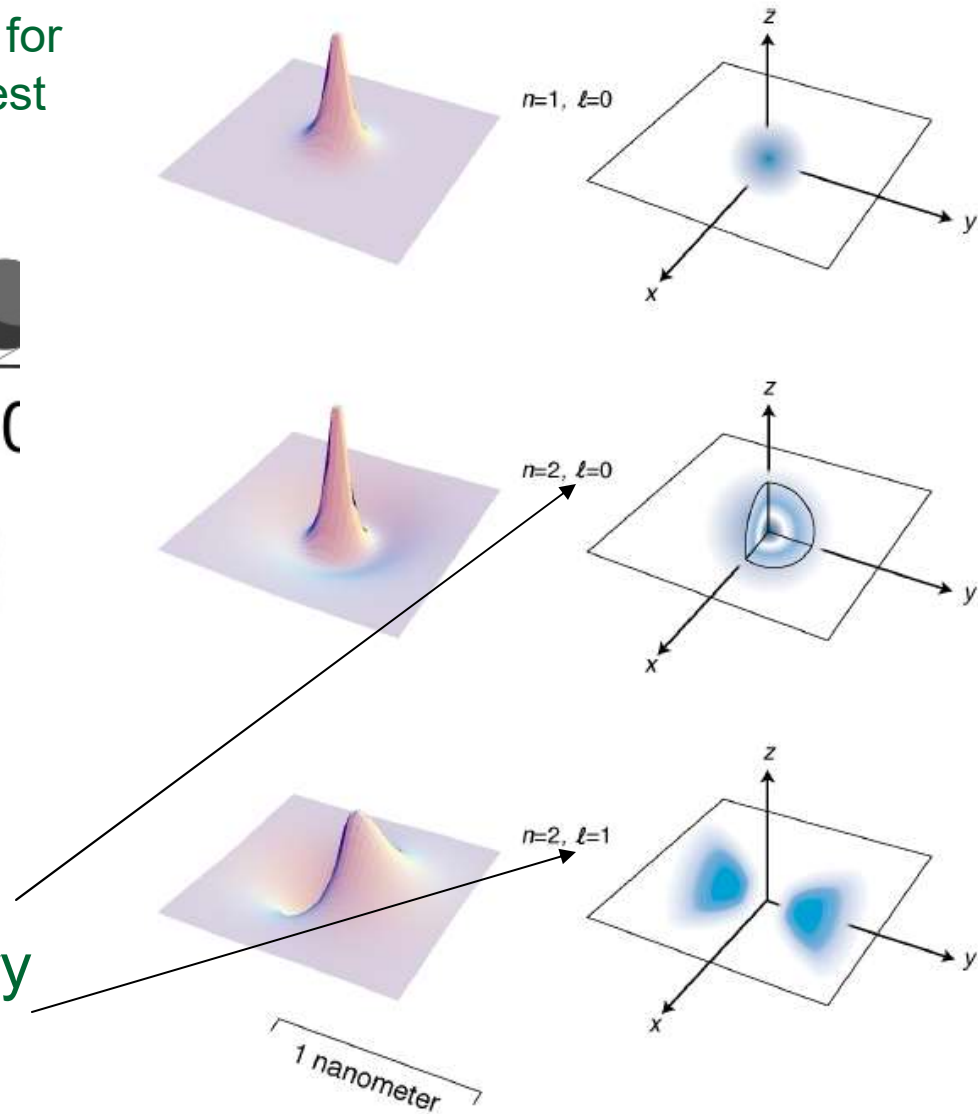 for
est
z
n=1, ℓ=0
y
x
z
n=2, ℓ=0
y
x
z
n=2, ℓ=1
y
y
x
1 nanometer